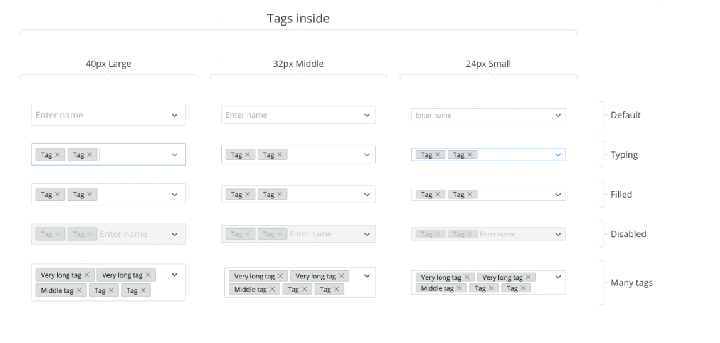 Tags inside
40px Large 32px Middle 24px Small
Enter name Enter name Enter name Default
Tag × Tag × Tag × Tag × Tag × Tag × Typing
Tag × Tag × Tag × Tag × Tag × Tag × Filled
Tag × Tag × Enter name Tag × Tag × Enter name Tag × Tag × Enter name Disabled
Very long tag × Very long tag × Very long tag × Very long tag × Very long tag × Very long tag × Many tags
Middle tag × Tag × Tag × Middle tag × Tag × Tag × Middle tag × Tag × Tag ×